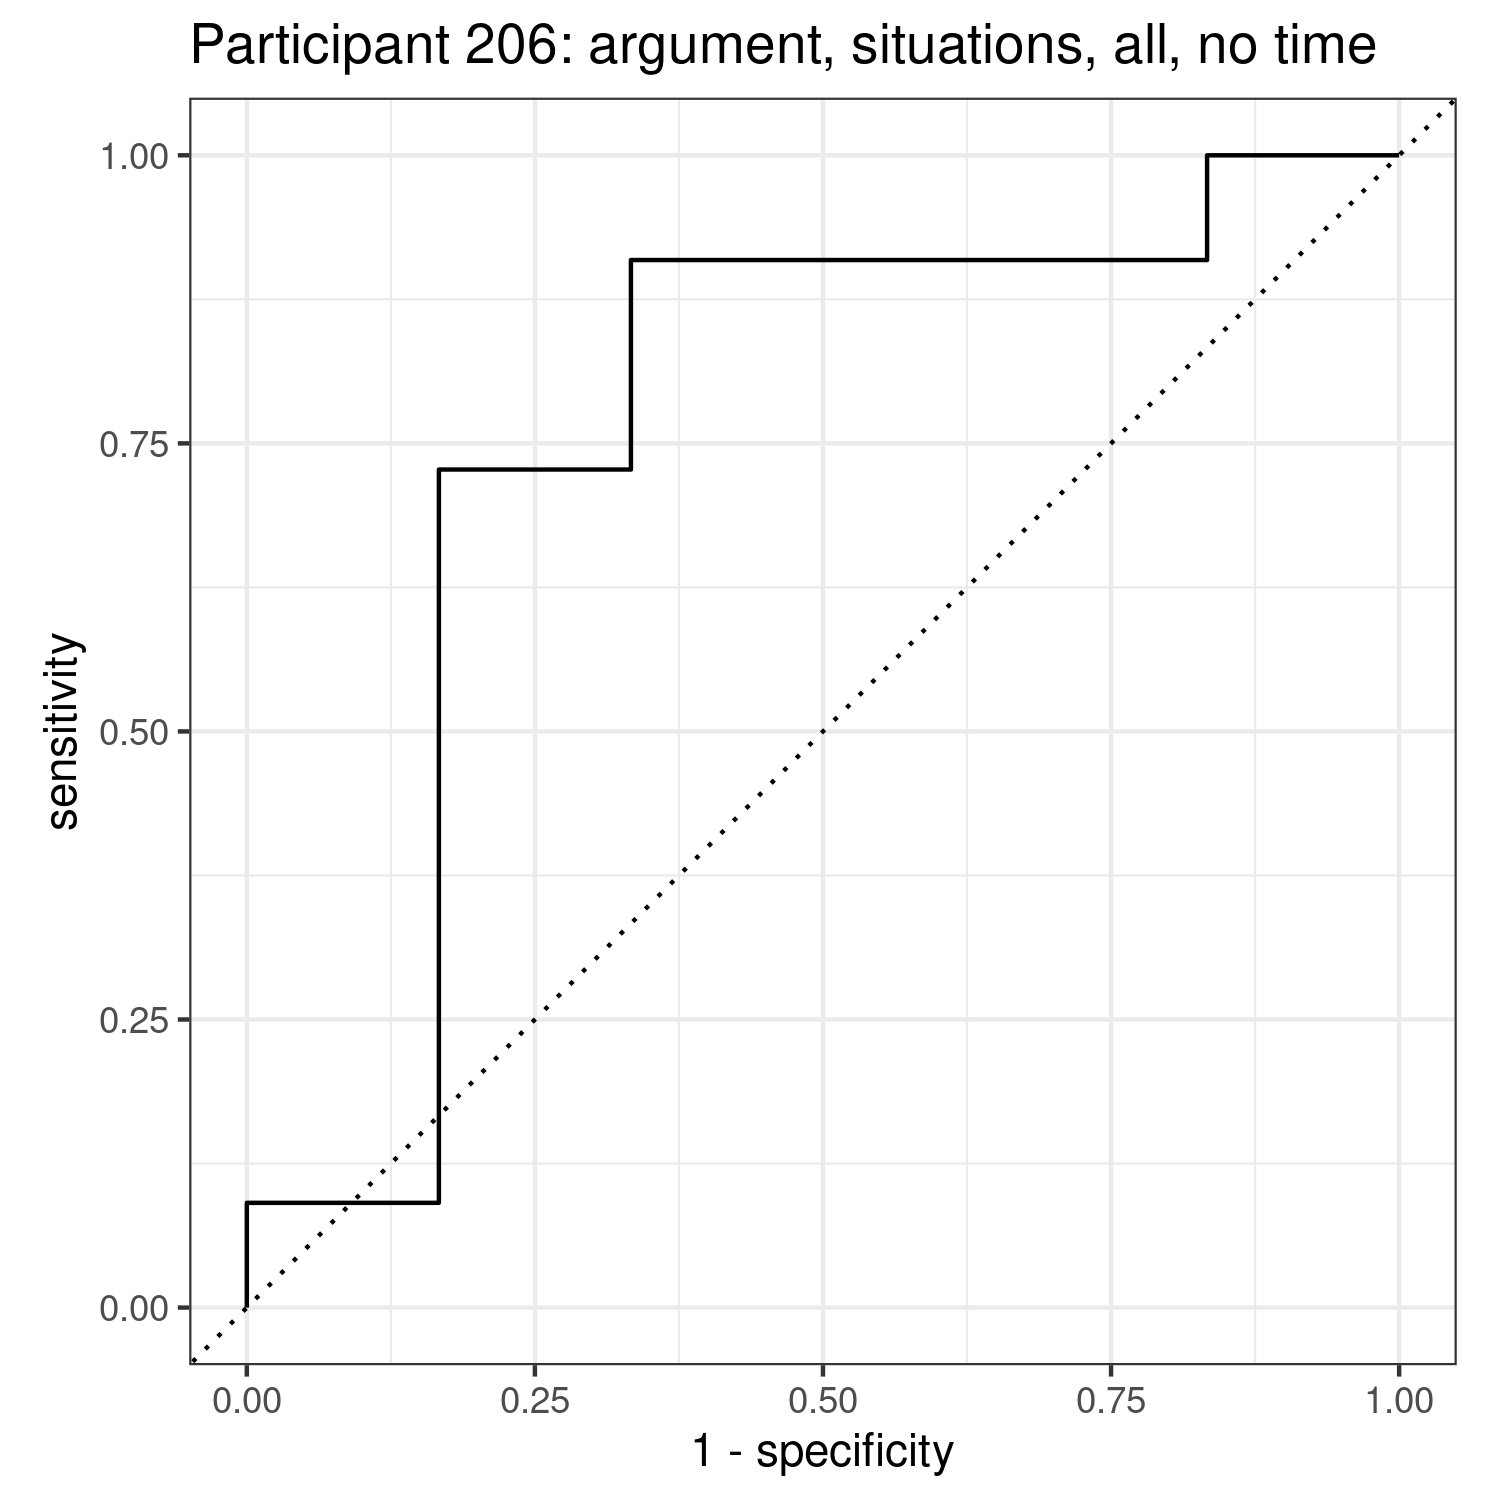 Participant 206: argument, situations, all, no time
1.00
0.75
0.50
0.25
0.00
sensitivity
0.00 0.25 0.50 0.75 1.00
1 - specificity